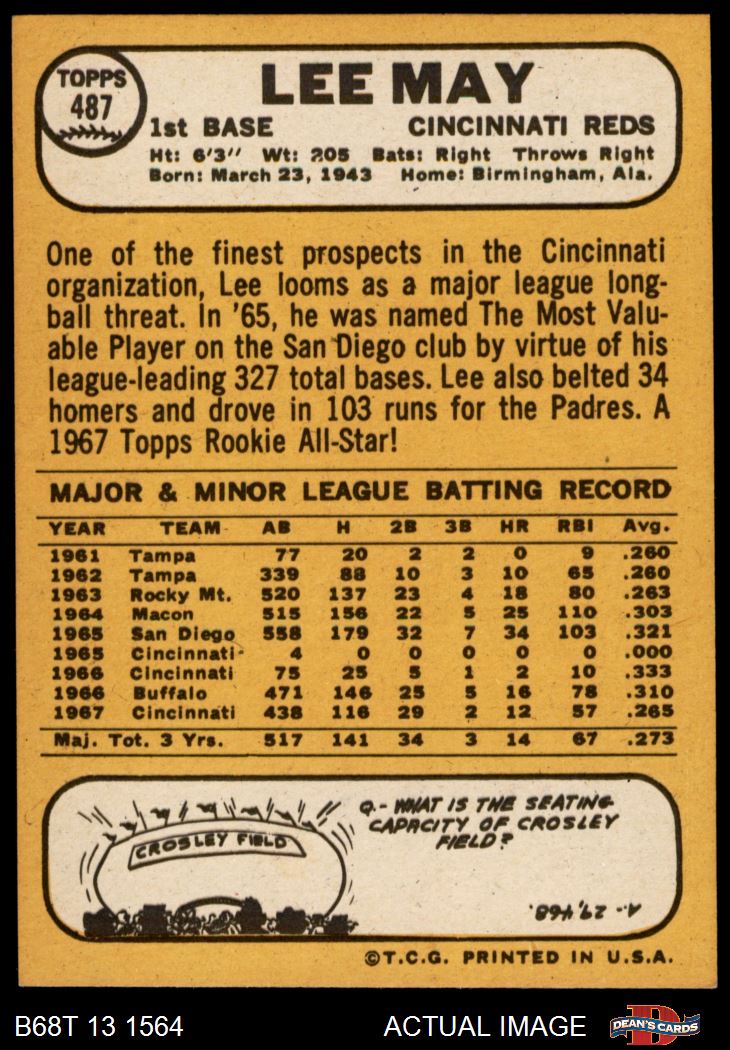 TOPPS
487
LEE MAY
1st BASE CINCINNATI REDS
Ht: 6'3" Wt: 205 Bats: Right Throws Right
Born: March 23, 1943 Home: Birmingham, Ala.
One of the finest prospects in the Cincinnati
organization, Lee looms as a major league long-
ball threat. In '65, he was named The Most Valu-
able Player on the San Diego club by virtue of his
league-leading 327 total bases. Lee also belted 34
homers and drove in 103 runs for the Padres. A
1967 Topps Rookie All-Star!
MAJOR & MINOR LEAGUE BATTING RECORD
YEAR TEAM AB H 2B 3B HR RBI Avg.
1961 Tampa 77 20 2 2 0 9 .260
1962 Tampa 339 88 10 3 10 65 .260
1963 Rocky Mt. 520 137 23 4 18 80 .263
1964 Macon 515 156 22 5 25 110 .303
1965 San Diego 558 179 32 7 34 103 .321
1965 Cincinnati 4 0 0 0 0 0 .000
1966 Cincinnati 75 25 5 1 2 10 .333
1966 Buffalo 471 146 25 5 16 78 .310
1967 Cincinnati 438 116 29 2 12 57 .265
Maj. Tot. 3 Yrs. 517 141 34 3 14 67 .273
CROSLEY FIELD
Q.- WHAT IS THE SEATING
CAPACITY OF CROSLEY
FIELD?
A.- 29,468.
©T.C.G. PRINTED IN U.S.A.
B68T 13 1564 ACTUAL IMAGE
D
DEAN'S CARDS